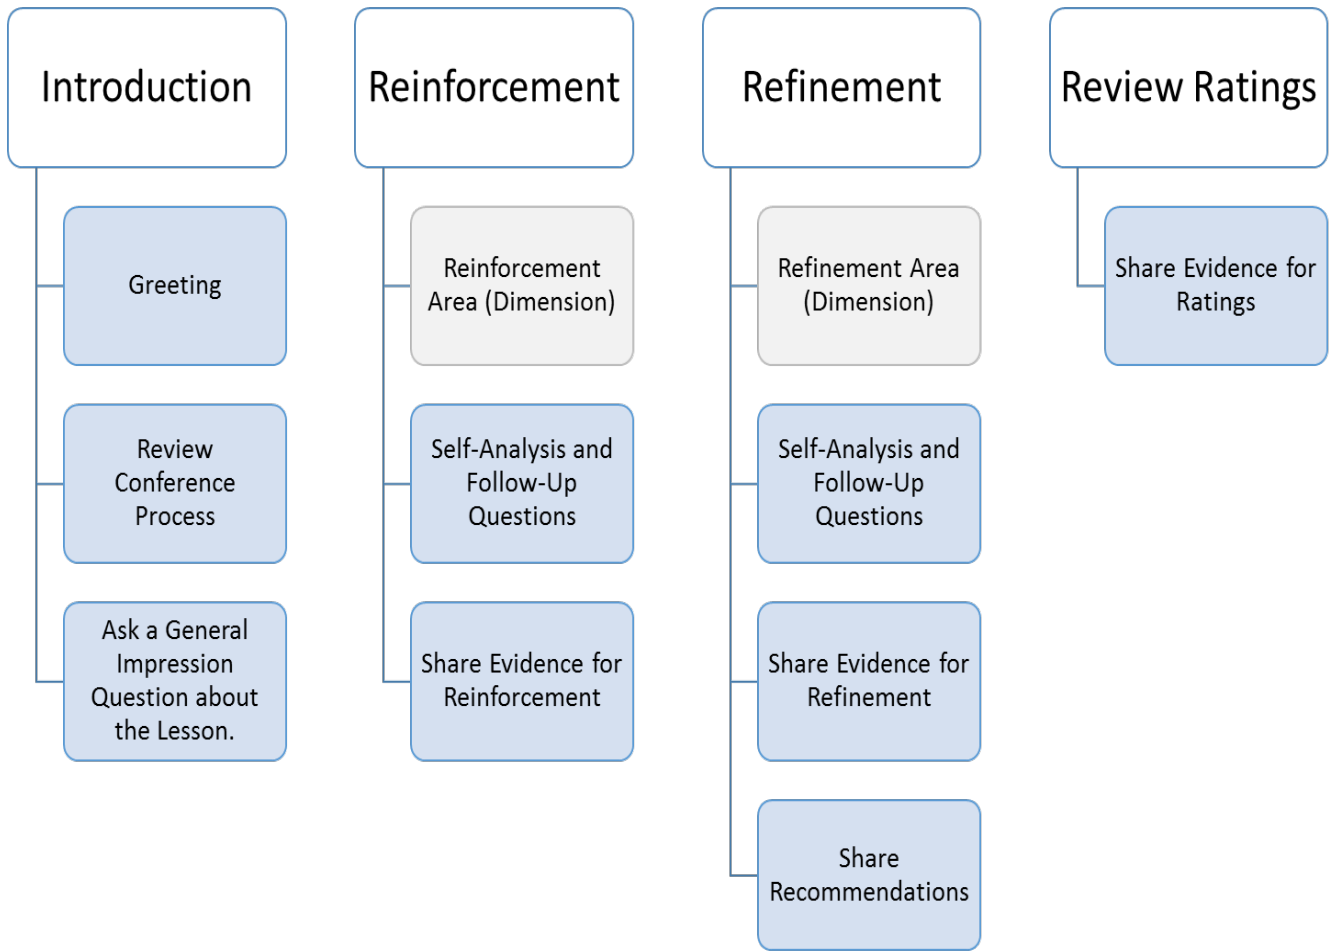 Introduction
Greeting
Review
Conference
Process
Ask a General
Impression
Question about
the Lesson.
Reinforcement
Reinforcement
Area (Dimension)
Self-Analysis and
Follow-Up
Questions
Share Evidence for
Reinforcement
Refinement
Refinement Area
(Dimension)
Self-Analysis and
Follow-Up
Questions
Share Evidence for
Refinement
Share
Recommendations
Review Ratings
Share Evidence for
Ratings